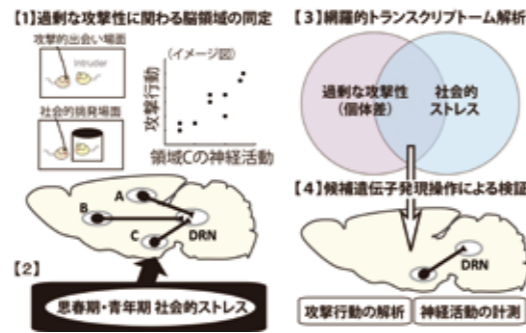 【1】過剰な攻撃性に関わる脳領域の同定
攻撃的出会い場面
Intruder
社会的挑発場面
(イメージ図)
攻撃行動
領域Cの神経活動
A
B
C
DRN
【2】
思春期・青年期 社会的ストレス
【3】網羅的トランスクリプトーム解析
過剰な攻撃性
(個体差)
社会的
ストレス
【4】候補遺伝子発現操作による検証
DRN
C
攻撃行動の解析
神経活動の計測